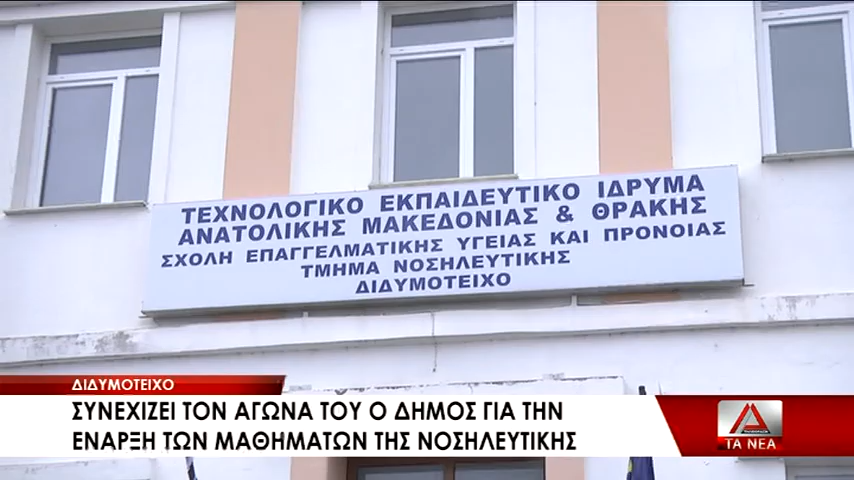 ΤΕΧΝΟΛΟΓΙΚΟ ΕΚΠΑΙΔΕΥΤΙΚΟ ΙΔΡΥΜΑ
ΑΝΑΤΟΛΙΚΗΣ ΜΑΚΕΔΟΝΙΑΣ & ΘΡΑΚΗΣ
ΣΧΟΛΗ ΕΠΑΓΓΕΛΜΑΤΙΚΗΣ ΥΓΕΙΑΣ ΚΑΙ ΠΡΟΝΟΙΑΣ
ΤΜΗΜΑ ΝΟΣΗΛΕΥΤΙΚΗΣ
ΔΙΔΥΜΟΤΕΙΧΟ
ΔΙΔΥΜΟΤΕΙΧΟ
ΣΥΝΕΧΙΖΕΙ ΤΟΝ ΑΓΩΝΑ ΤΟΥ Ο ΔΗΜΟΣ ΓΙΑ ΤΗΝ
ΕΝΑΡΞΗ ΤΩΝ ΜΑΘΗΜΑΤΩΝ ΤΗΣ ΝΟΣΗΛΕΥΤΙΚΗΣ
ΤΑ ΝΕΑ